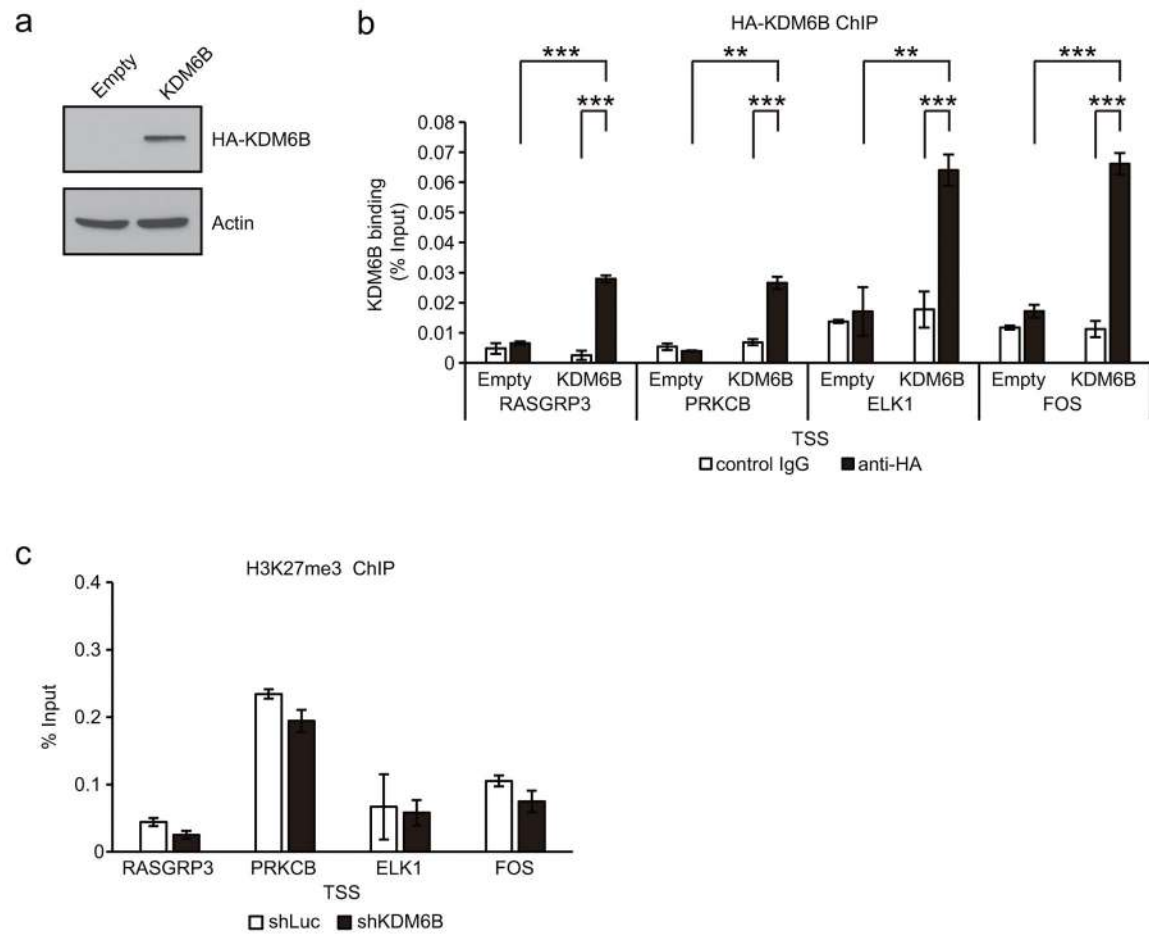 a
Empty
KDM6B
HA-KDM6B
Actin
b
HA-KDM6B ChIP
*** ** ** ***
*** *** *** ***
KDM6B binding
(% Input)
0.08
0.07
0.06
0.05
0.04
0.03
0.02
0.01
0
Empty KDM6B Empty KDM6B Empty KDM6B Empty KDM6B
RASGRP3 PRKCB ELK1 FOS
TSS
control IgG anti-HA
c
H3K27me3 ChIP
% Input
0.4
0.3
0.2
0.1
0
RASGRP3 PRKCB ELK1 FOS
TSS
shLuc shKDM6B